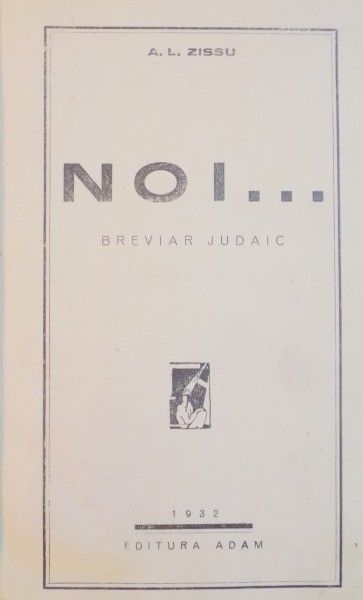 A. L. ZISSU
NOI...
BREVIAR JUDAIC
1932
EDITURA ADAM